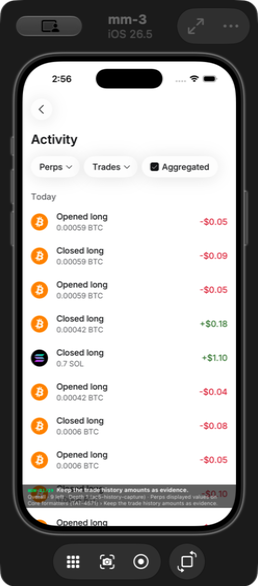 mm-3
iOS 26.5
2:56
Activity
Perps
Trades
Aggregated
Today
Opened long
-$0.05
0.00059 BTC
Closed long
-$0.09
0.00059 BTC
Opened long
-$0.05
0.00059 BTC
Closed long
+$0.18
0.00042 BTC
Closed long
+$1.10
0.7 SOL
Opened long
-$0.04
0.00042 BTC
Closed long
-$0.08
0.0006 BTC
Opened long
-$0.05
0.0006 BTC
Keep the trade history amounts as evidence.
-$0.10
Opened long